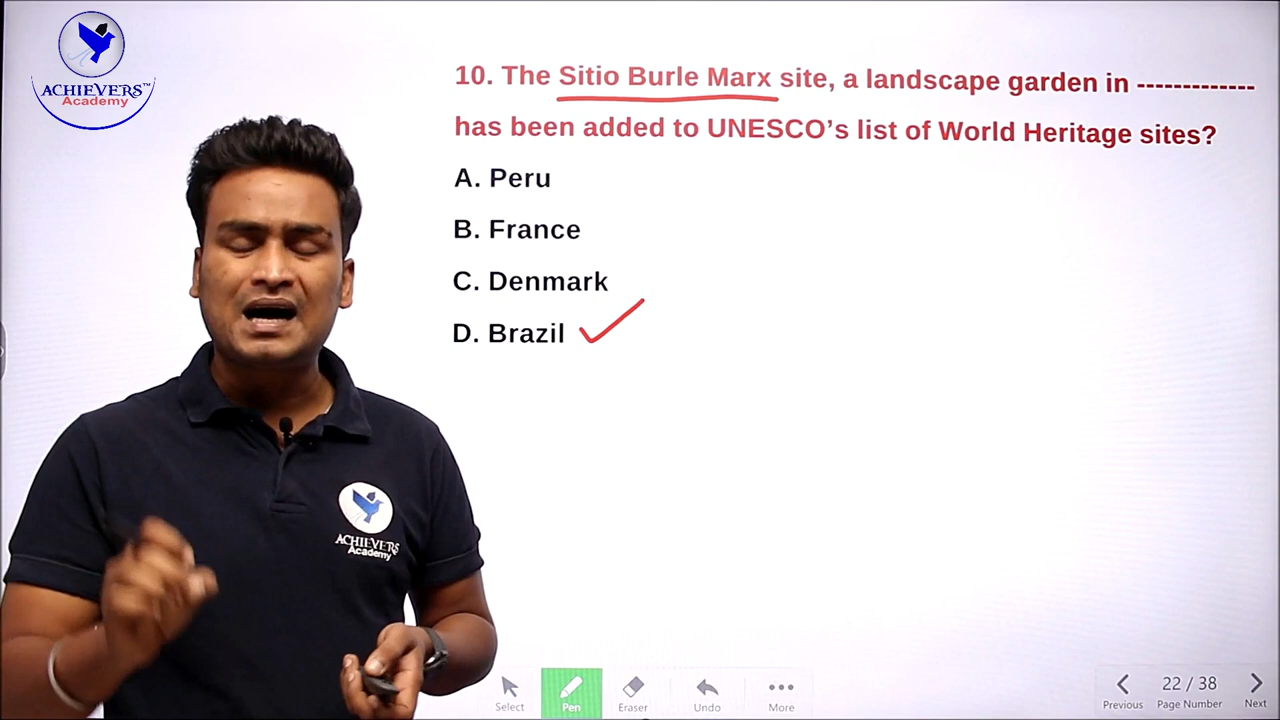 ACHIEVERS™
Academy
10. The Sitio Burle Marx site, a landscape garden in -------------
has been added to UNESCO’s list of World Heritage sites?
A. Peru
B. France
C. Denmark
D. Brazil
ACHIEVERS
Academy
Select
Pen
Eraser
Undo
More
Previous
22 / 38
Page Number
Next